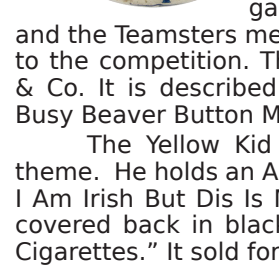 ga
and the Teamsters me
to the competition. T
& Co. It is described
Busy Beaver Button M
The Yellow Kid
theme. He holds an A
I Am Irish But Dis Is
covered back in blac
Cigarettes.” It sold for